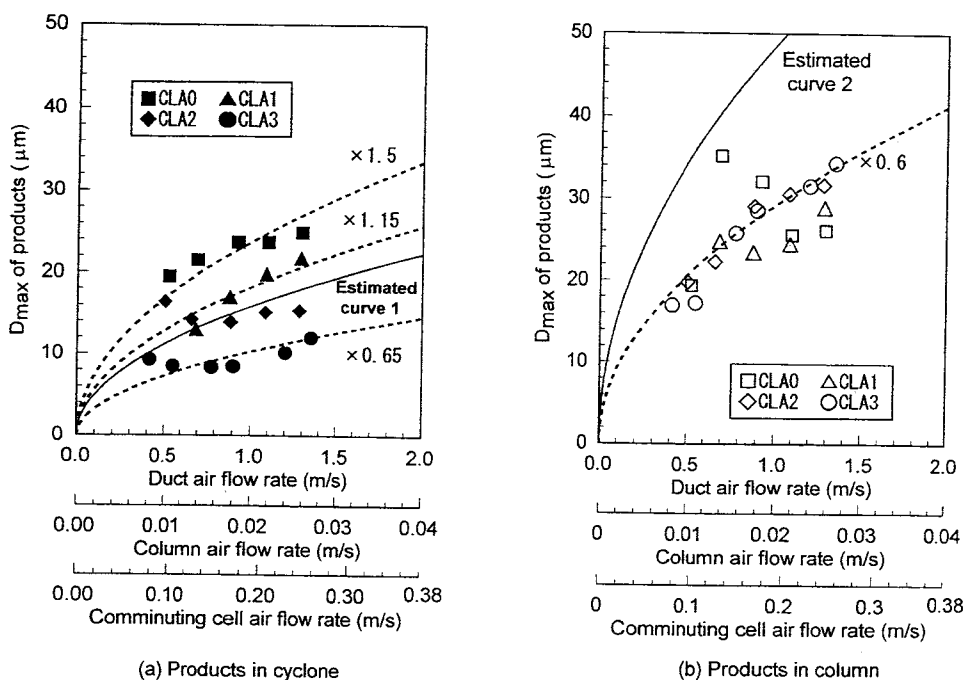 50
40
30
20
10
0
Dmax of products ( μm)
■CLA0 ▲CLA1
◆CLA2 ●CLA3
×1.5
×1.15
Estimated
curve 1
×0.65
0.0 0.5 1.0 1.5 2.0
Duct air flow rate (m/s)
0.00 0.01 0.02 0.03 0.04
Column air flow rate (m/s)
0.00 0.10 0.20 0.30 0.38
Comminuting cell air flow rate (m/s)
(a) Products in cyclone
50
40
30
20
10
0
Dmax of products (μm)
Estimated
curve 2
×0.6
□CLA0 △CLA1
◇CLA2 ○CLA3
0.0 0.5 1.0 1.5 2.0
Duct air flow rate (m/s)
0 0.01 0.02 0.03 0.04
Column air flow rate (m/s)
0 0.1 0.2 0.3 0.38
Comminuting cell air flow rate (m/s)
(b) Products in column